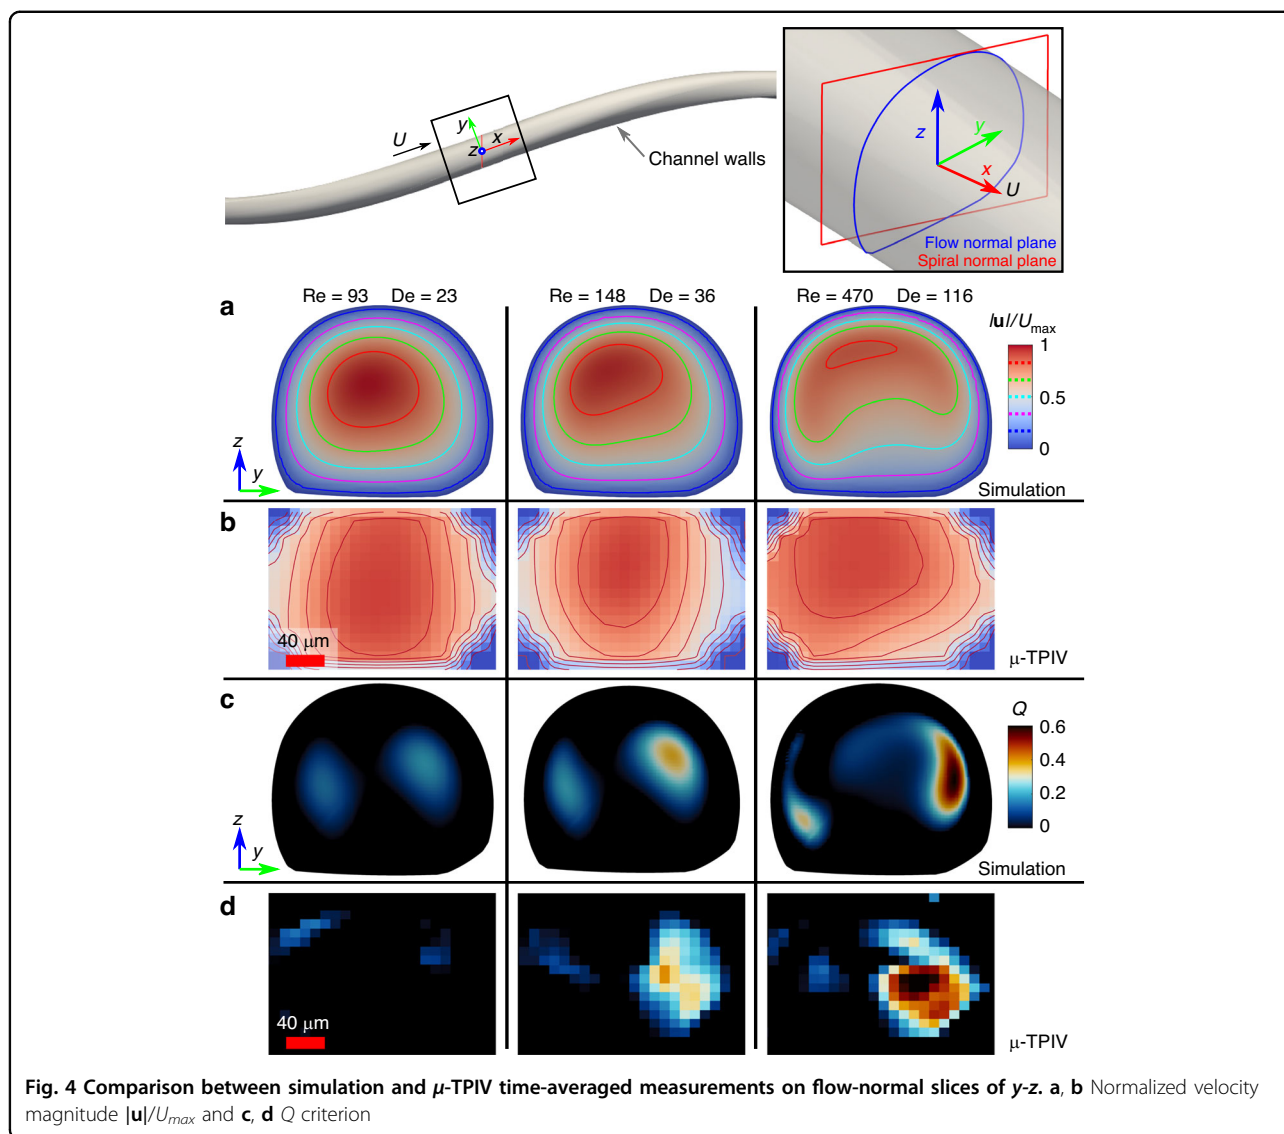 U
y
x
z
Channel walls
z
y
x
U
Flow normal plane
Spiral normal plane
a
Re = 93 De = 23
Re = 148 De = 36
Re = 470 De = 116
|u|/Umax
1
0.5
0
z
y
Simulation
b
40 µm
µ-TPIV
c
Q
0.6
0.4
0.2
0
z
y
Simulation
d
40 µm
µ-TPIV
Fig. 4 Comparison between simulation and µ-TPIV time-averaged measurements on flow-normal slices of y-z. a, b Normalized velocity
magnitude |u|/Umax and c, d Q criterion